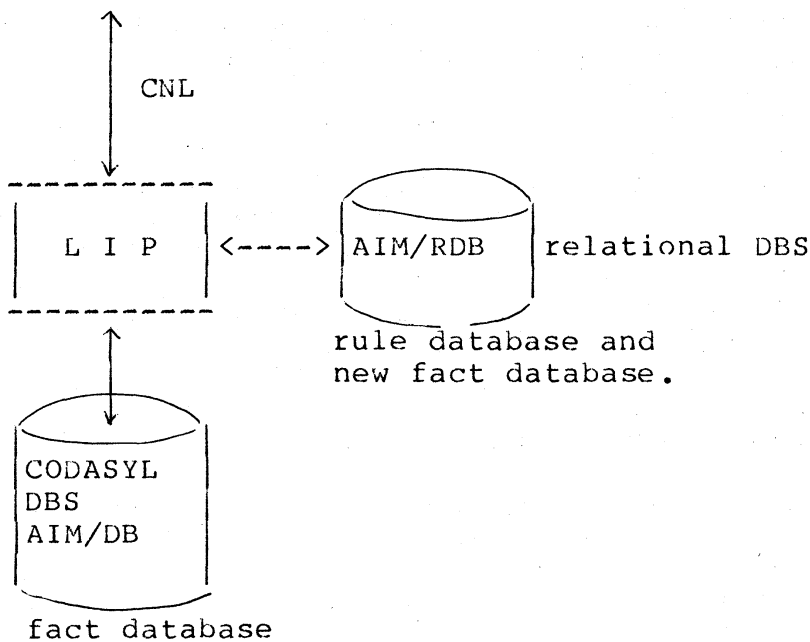 CNL
L I P <----> AIM/RDB relational DBS
rule database and
new fact database.
CODASYL
DBS
AIM/DB
fact database